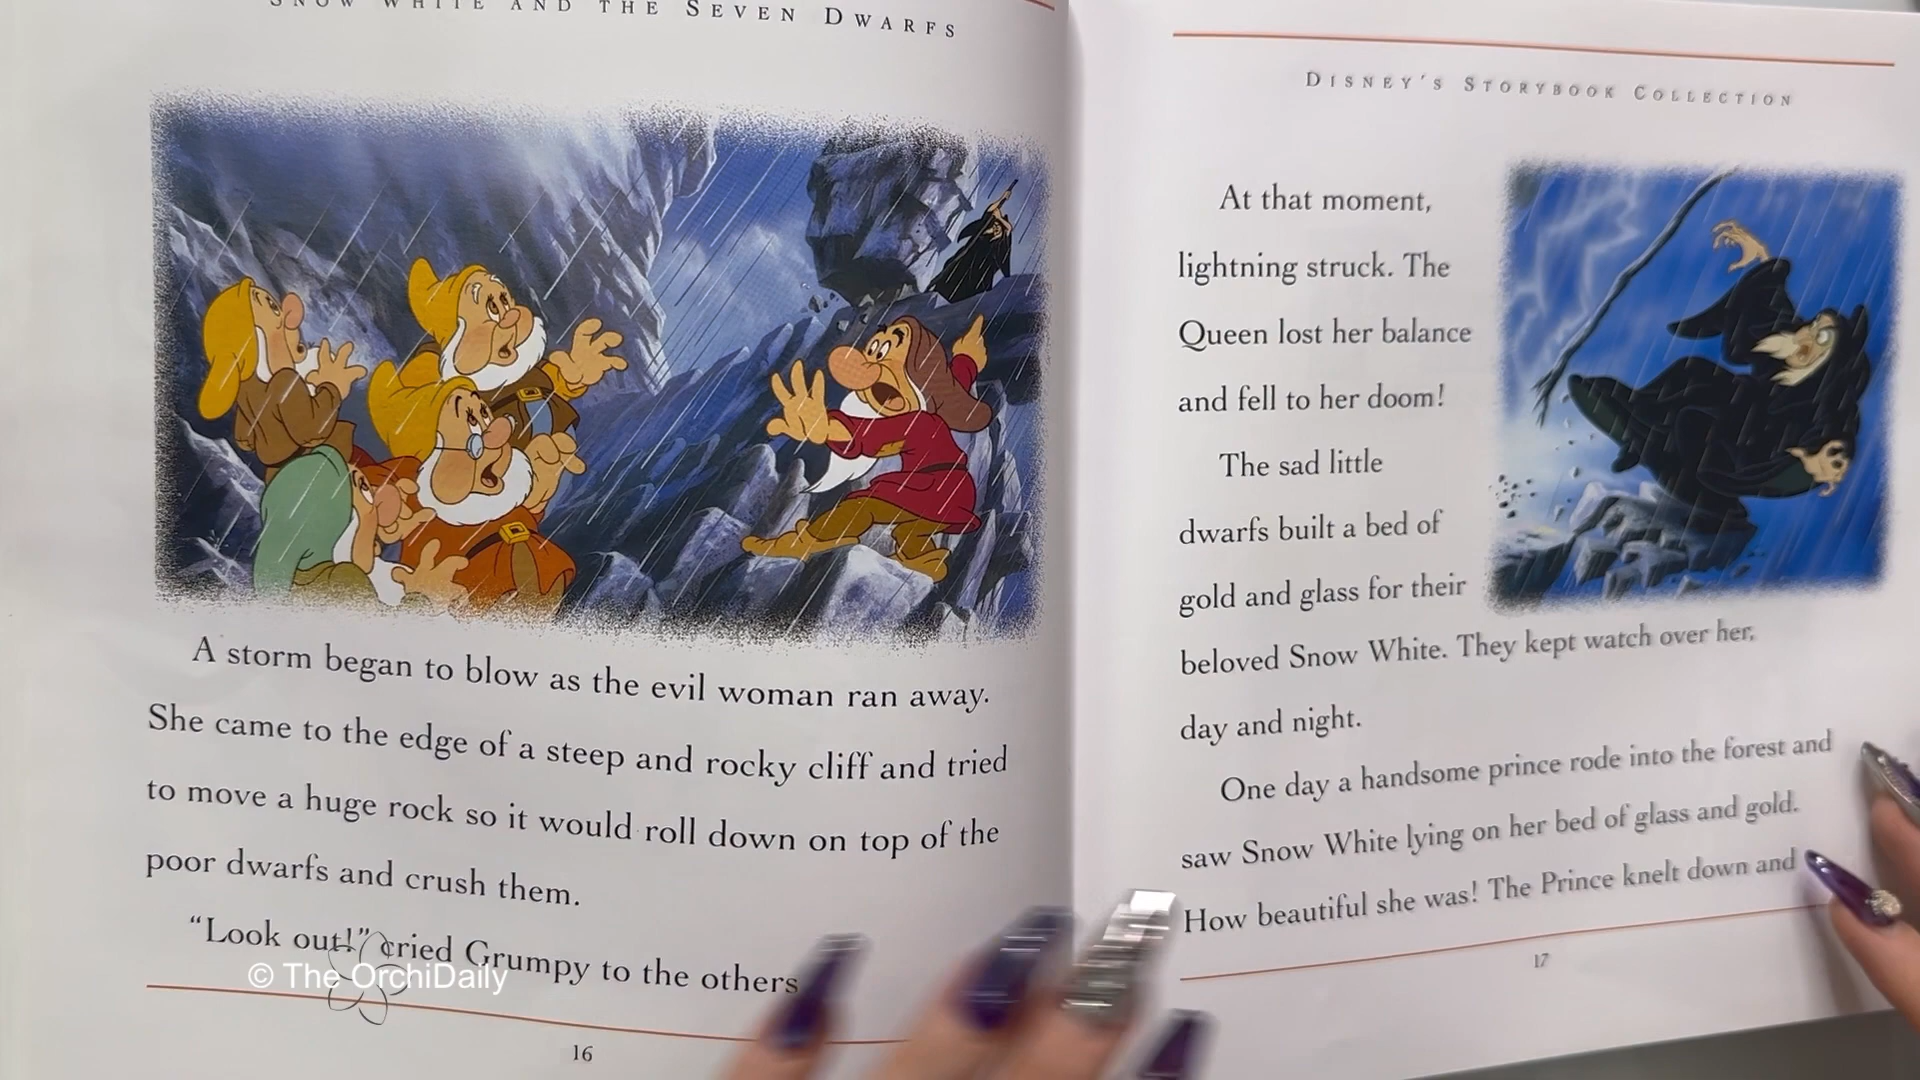 SNOW WHITE AND THE SEVEN DWARFS
A storm began to blow as the evil woman ran away.
She came to the edge of a steep and rocky cliff and tried
to move a huge rock so it would roll down on top of the
poor dwarfs and crush them.
“Look out!” cried Grumpy to the others
© The OrchiDaily
16
DISNEY'S STORYBOOK COLLECTION
At that moment,
lightning struck. The
Queen lost her balance
and fell to her doom!
The sad little
dwarfs built a bed of
gold and glass for their
beloved Snow White. They kept watch over her,
day and night.
One day a handsome prince rode into the forest and
saw Snow White lying on her bed of glass and gold.
How beautiful she was! The Prince knelt down and
17